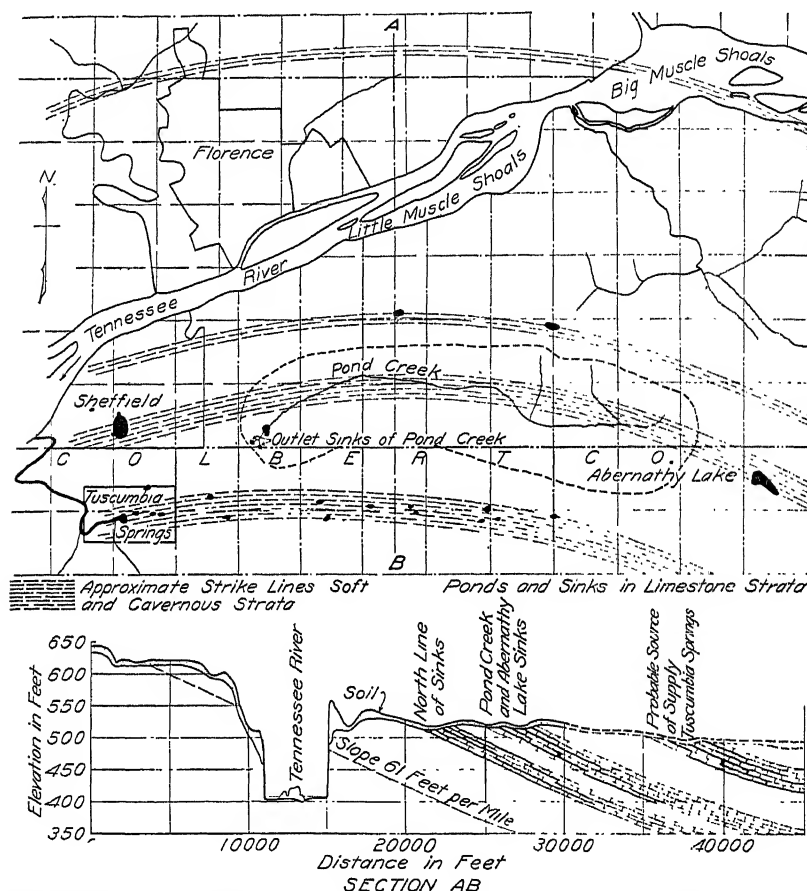 A
Big Muscle Shoals
Florence
N.
Little Muscle Shoals
Tennessee River
Pond Creek
Sheffield
Outlet Sinks of Pond Creek
COLBERT CO.
Abernathy Lake
Tuscumbia
Springs
B
Approximate Strike Lines Soft
and Cavernous Strata
Ponds and Sinks in Limestone Strata
Elevation in Feet
650
600
550
500
450
400
350
Tennessee River
Soil
Slope 61 Feet per Mile
North Line
of Sinks
Pond Creek
and Abernathy
Lake Sinks
Probable Source
of Supply
Tuscumbia Springs
10000
20000
30000
40000
Distance in Feet
SECTION AB